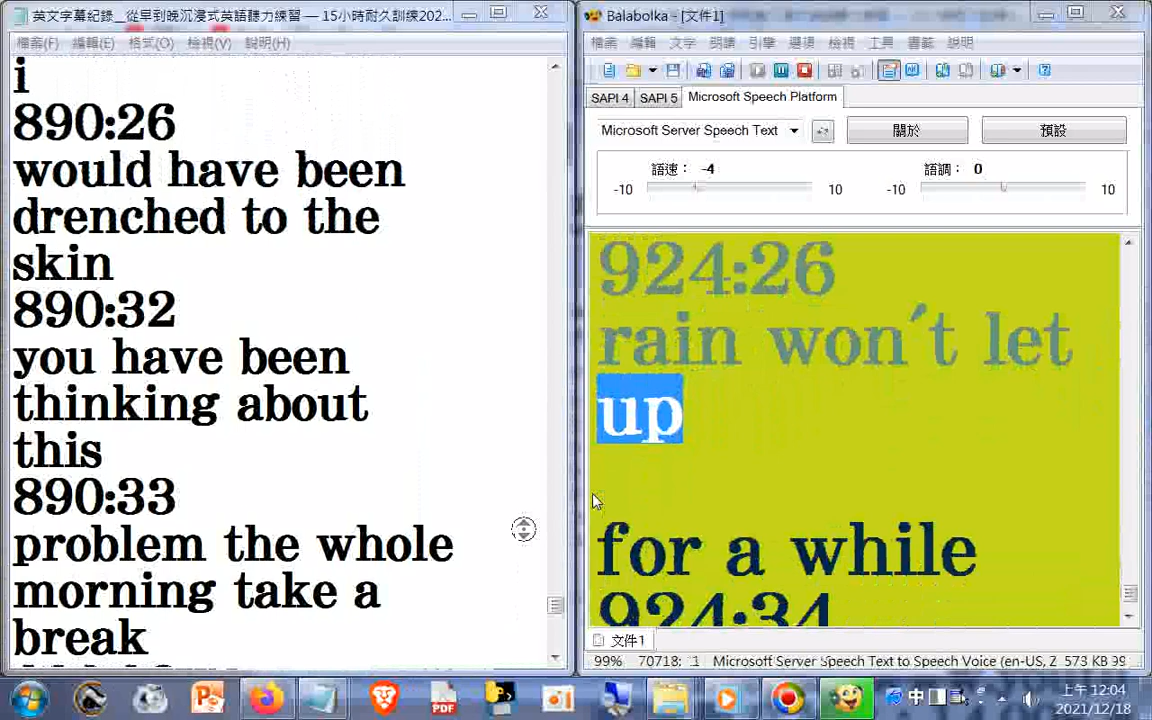 英文字幕紀錄__從早到晚沉浸式英語聽力練習 — 15小時耐久訓練202...
檔案(F) 編輯(E) 格式(O) 檢視(V) 說明(H)
i
890:26
would have been
drenched to the
skin
890:32
you have been
thinking about
this
890:33
problem the whole
morning take a
break
Balabolka - [文件1]
檔案 編輯 文字 朗讀 引擎 選項 檢視 工具 書籤 說明
SAPI 4 SAPI 5 Microsoft Speech Platform
Microsoft Server Speech Text 關於 預設
語速： -4 語調： 0
-10 10 -10 10
924:26
rain won't let
up
for a while
924:34
文件1
99% 70718: 1 Microsoft Server Speech Text to Speech Voice (en-US, Z 573 KB 99
PDF
中
上午 12:04
2021/12/18